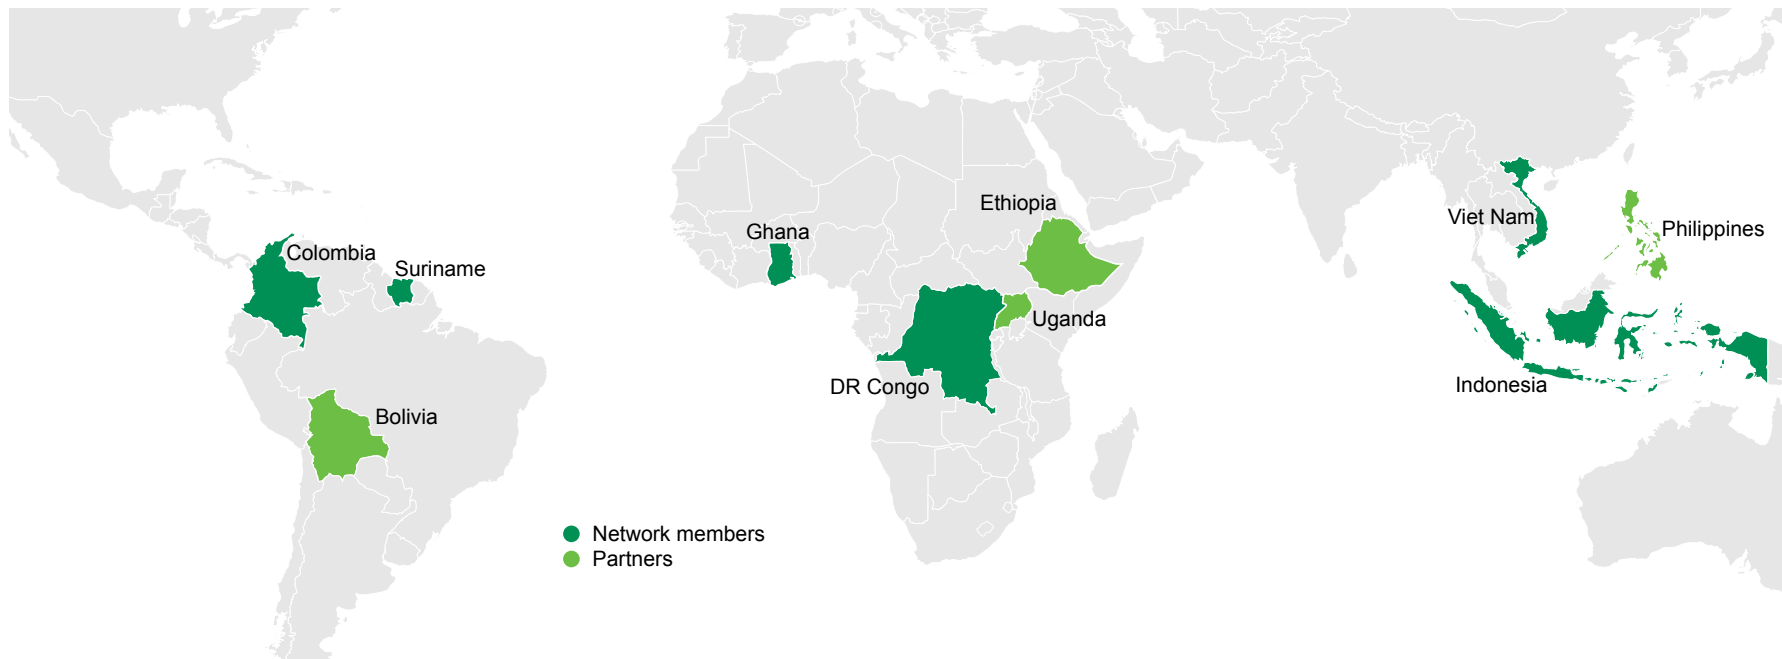 Ethiopia
Viet Nam
Ghana
Philippines
Colombia
Suriname
Uganda
DR Congo
Indonesia
Bolivia
Network members
Partners